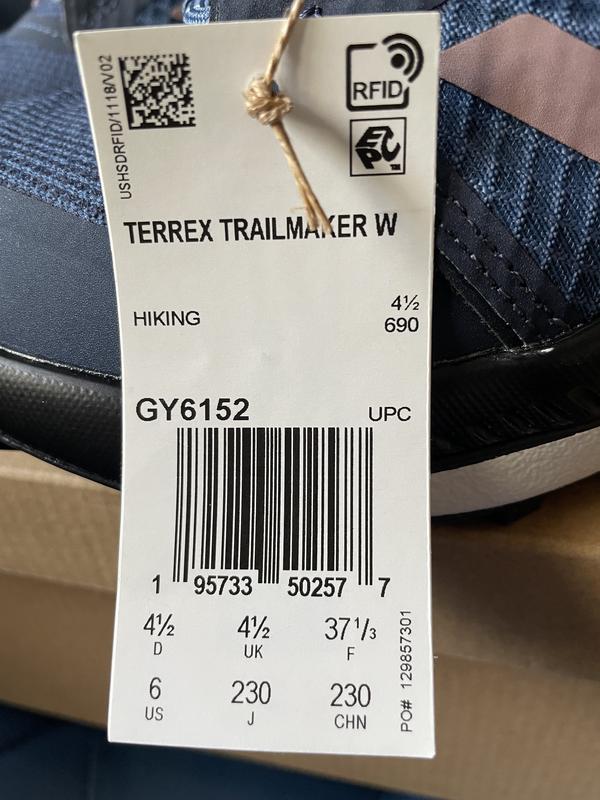 USHSDRFID/1118/V02
RFID
EPC
TERREX TRAILMAKER W
HIKING
4½
690
GY6152
UPC
1 95733 50257 7
4½ 4½ 37 1/3
D UK F
6 230 230
US J CHN
PO# 129857301